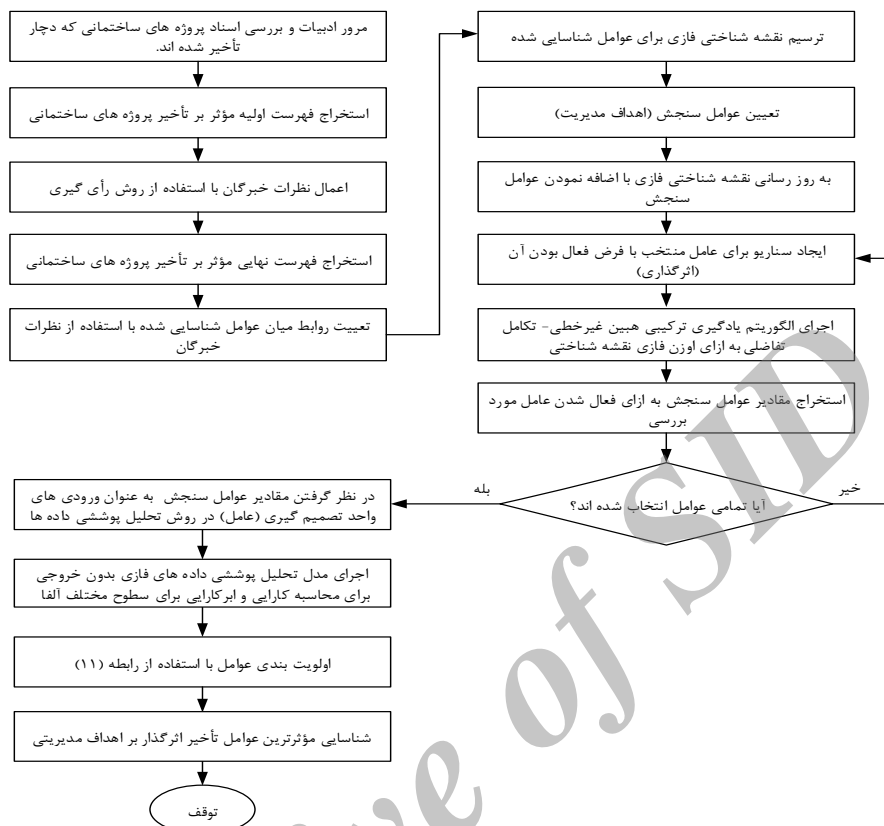 مرور ادبیات و بررسی اسناد پروژه های ساختمانی که دچار
تأخیر شده اند.
استخراج فهرست اولیه مؤثر بر تأخیر پروژه های ساختمانی
اعمال نظرات خبرگان با استفاده از روش رأی گیری
استخراج فهرست نهایی مؤثر بر تأخیر پروژه های ساختمانی
تعییت روابط میان عوامل شناسایی شده با استفاده از نظرات
خبرگان
ترسیم نقشه شناختی فازی برای عوامل شناسایی شده
تعیین عوامل سنجش (اهداف مدیریت)
به روز رسانی نقشه شناختی فازی با اضافه نمودن عوامل
سنجش
ایجاد سناریو برای عامل منتخب با فرض فعال بودن آن
(اثرگذاری)
اجرای الگوریتم یادگیری ترکیبی هبین غیرخطی- تکامل
تفاضلی به ازای اوزن فازی نقشه شناختی
استخراج مقادیر عوامل سنجش به ازای فعال شدن عامل مورد
بررسی
آیا تمامی عوامل انتخاب شده اند؟
خیر
بله
در نظر گرفتن مقادیر عوامل سنجش به عنوان ورودی های
واحد تصمیم گیری (عامل) در روش تحلیل پوششی داده ها
اجرای مدل تحلیل پوششی داده های فازی بدون خروجی
برای محاسبه کارایی و ابرکارایی برای سطوح مختلف آلفا
اولویت بندی عوامل با استفاده از رابطه (۱۱)
شناسایی مؤثرترین عوامل تأخیر اثرگذار بر اهداف مدیریتی
توقف
ive of SID